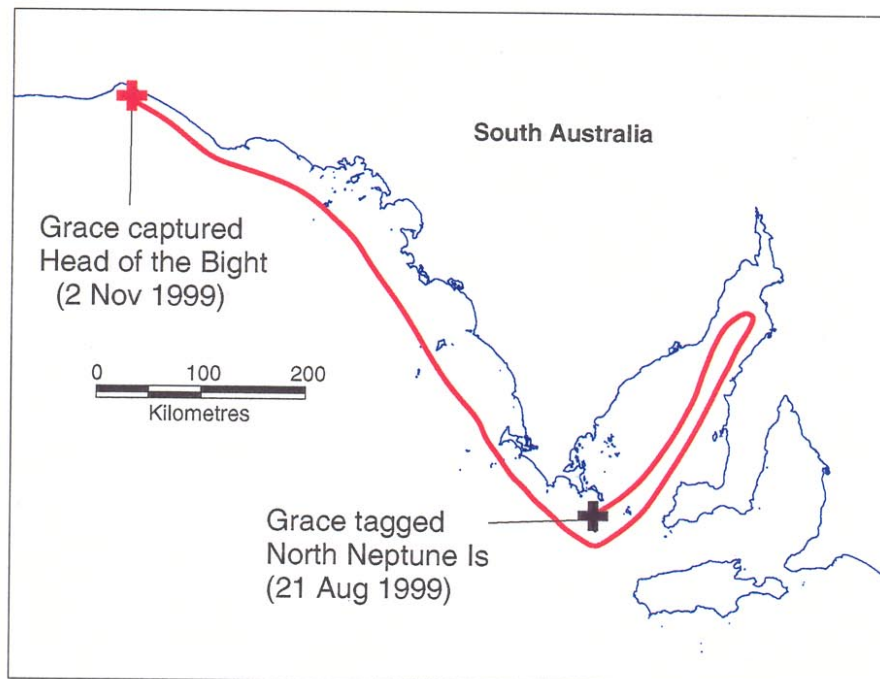 South Australia
Grace captured
Head of the Bight
(2 Nov 1999)
0 100 200
Kilometres
Grace tagged
North Neptune Is
(21 Aug 1999)